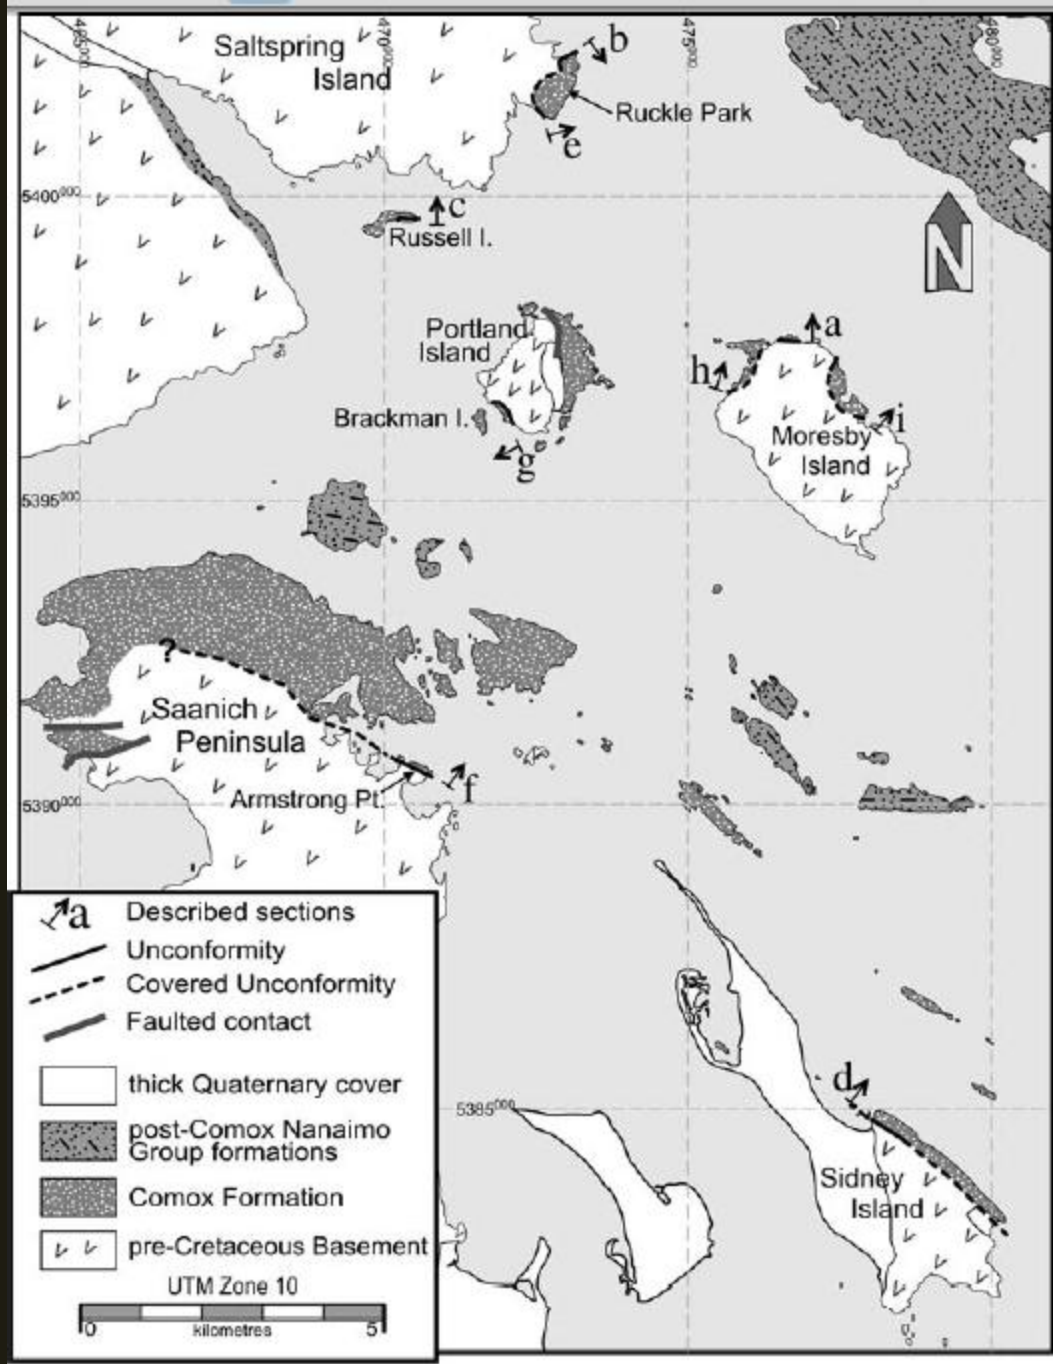 465000
470000
475000
480000
Saltspring
Island
b
Ruckle Park
e
5400000
c
Russell I.
N
Portland
Island
a
h
Brackman I.
i
Moresby
Island
g
5395000
?
Saanich
Peninsula
f
Armstrong Pt.
5390000
a Described sections
Unconformity
Covered Unconformity
Faulted contact
thick Quaternary cover
post-Comox Nanaimo
Group formations
Comox Formation
pre-Cretaceous Basement
UTM Zone 10
0 kilometres 5
d
5385000
Sidney
Island